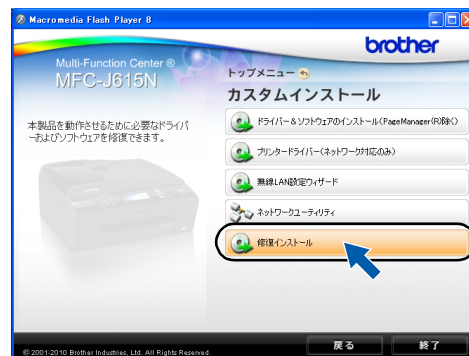 Macromedia Flash Player 8
brother
Multi-Function Center ®
MFC-J615N
トップメニュー
カスタムインストール
本製品を動作させるために必要なドライバ
ーおよびソフトウェアを修復できます。
ドライバー&ソフトウェアのインストール(PageManager(R)除く)
プリンタードライバー(ネットワーク対応のみ)
無線LAN設定ウィザード
ネットワークユーティリティ
修復インストール
© 2001-2010 Brother Industries, Ltd. All Rights Reserved.
戻る
終了